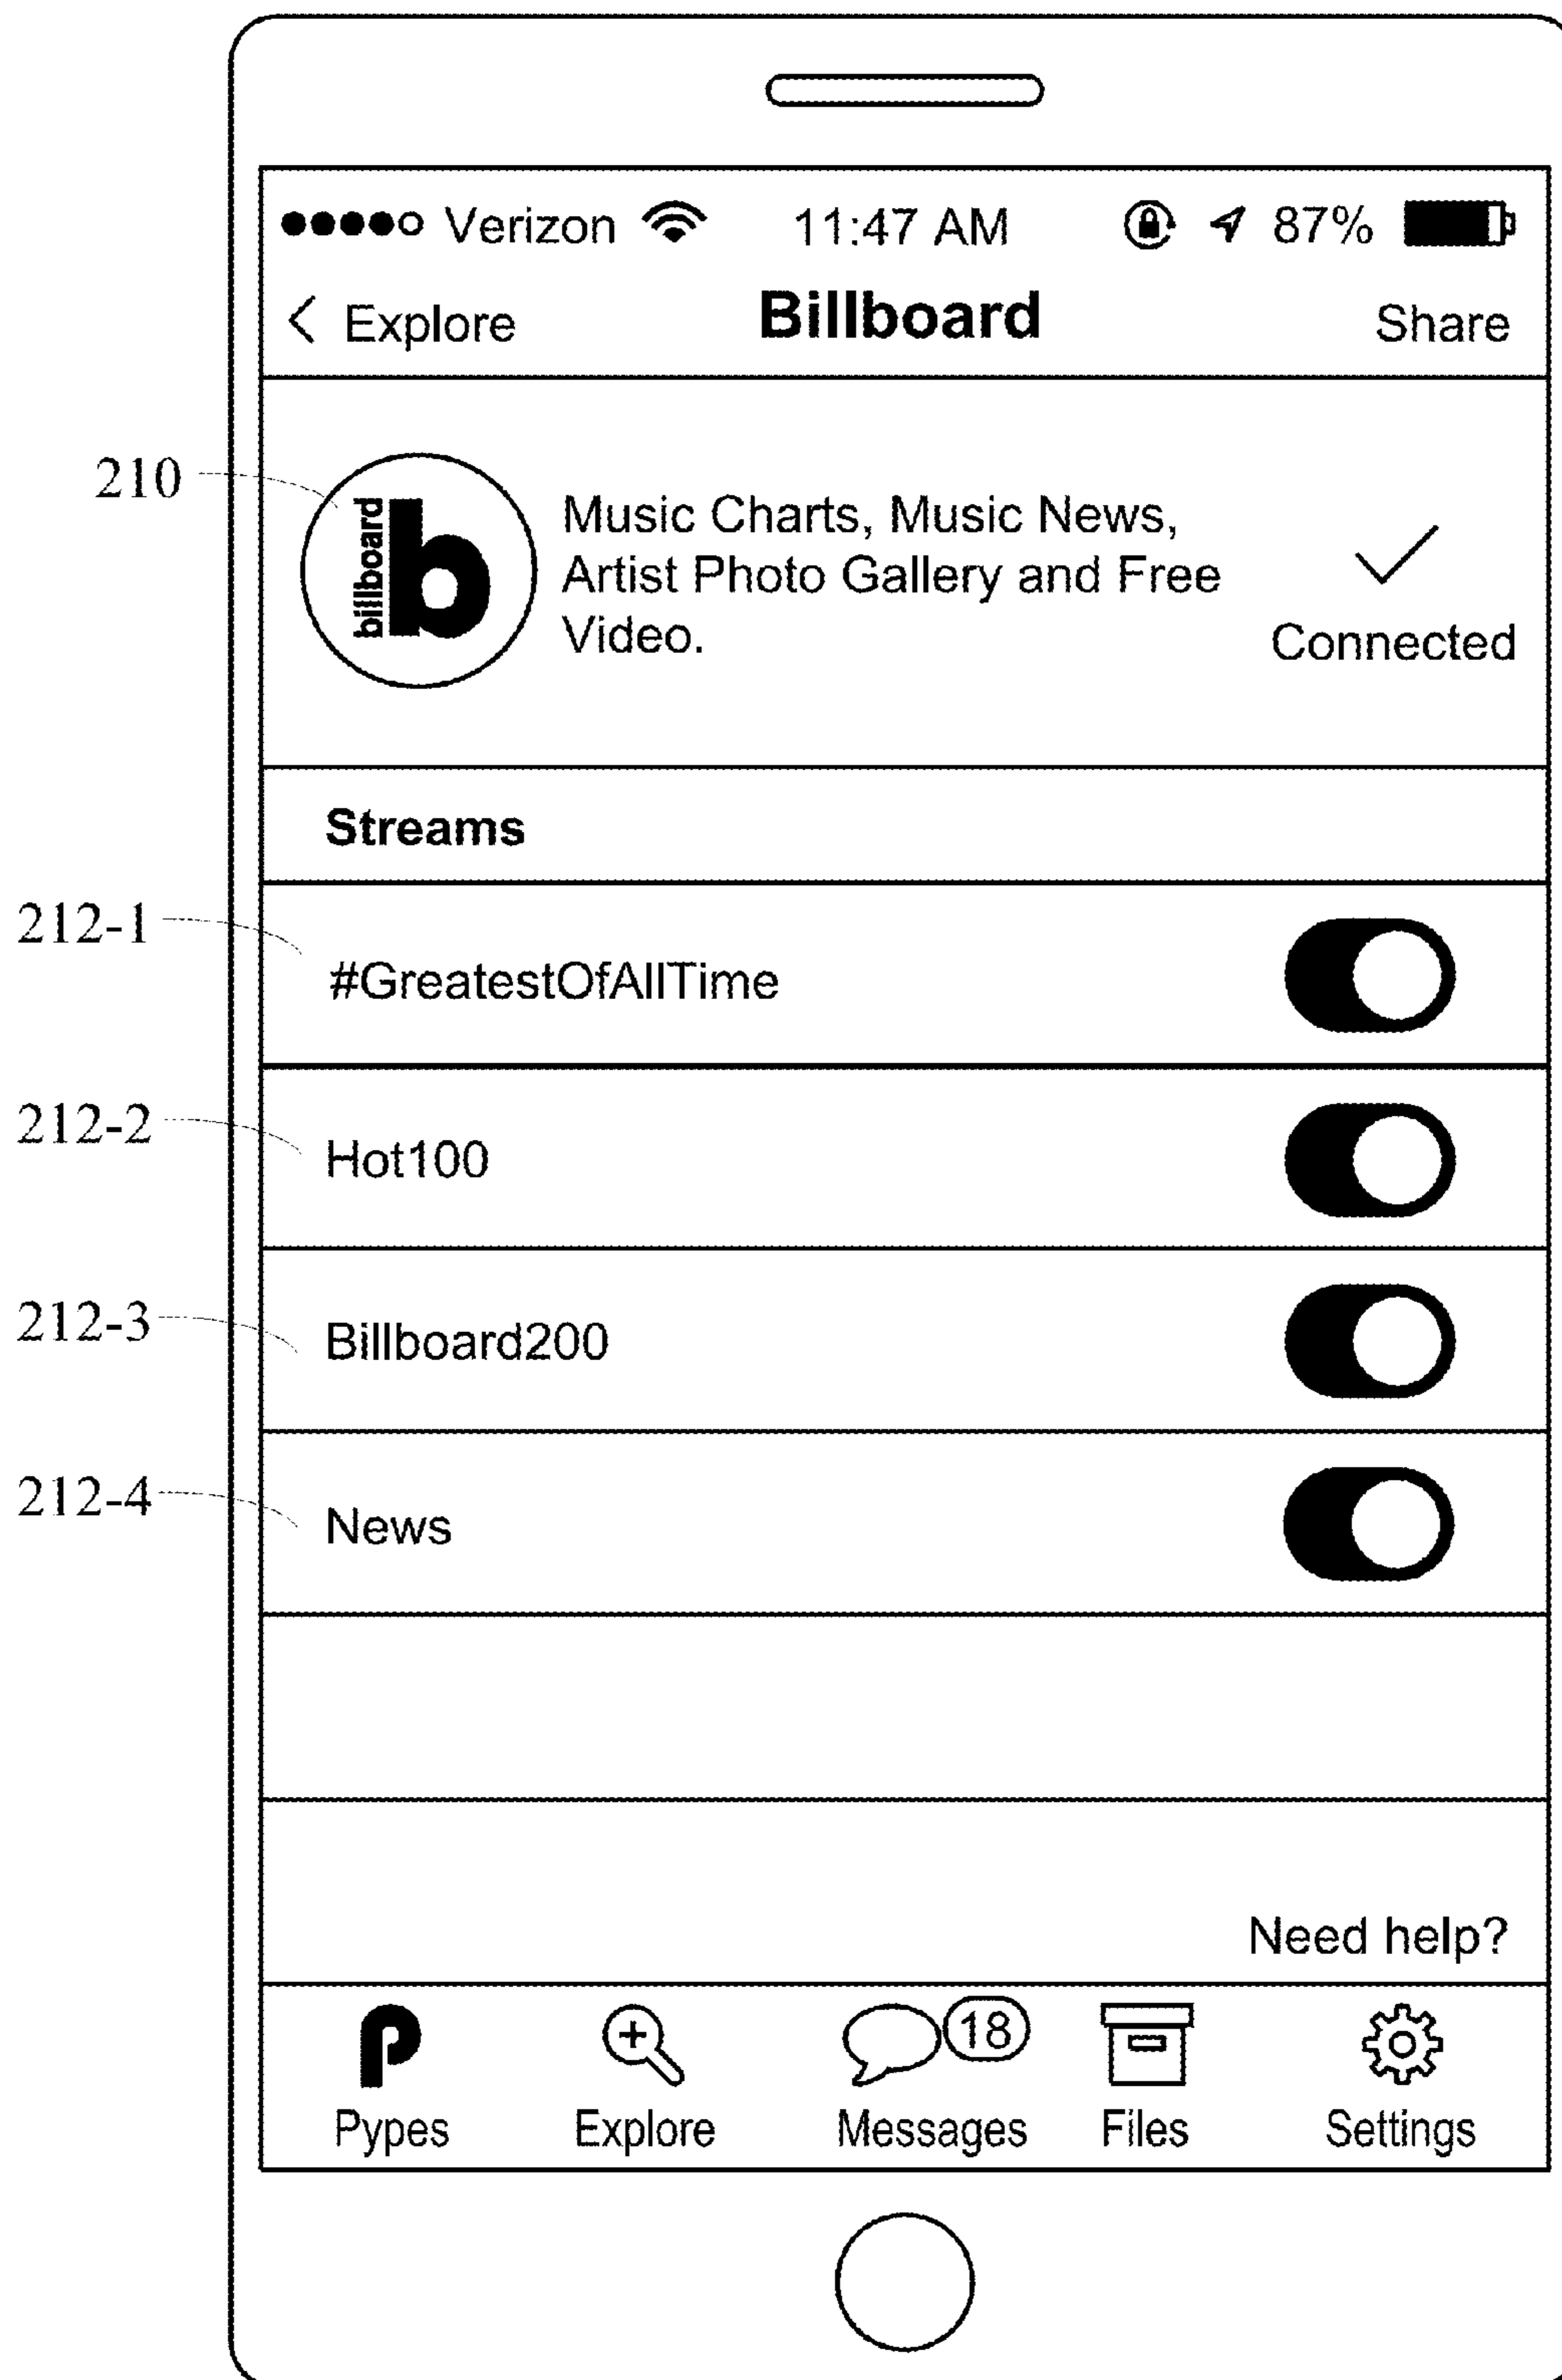 Verizon 11:47 AM 87%
< Explore Billboard Share
210
billboard b
Music Charts, Music News,
Artist Photo Gallery and Free
Video.
Connected
Streams
212-1
#GreatestOfAllTime
212-2
Hot100
212-3
Billboard200
212-4
News
Need help?
p
18
Pypes Explore Messages Files Settings